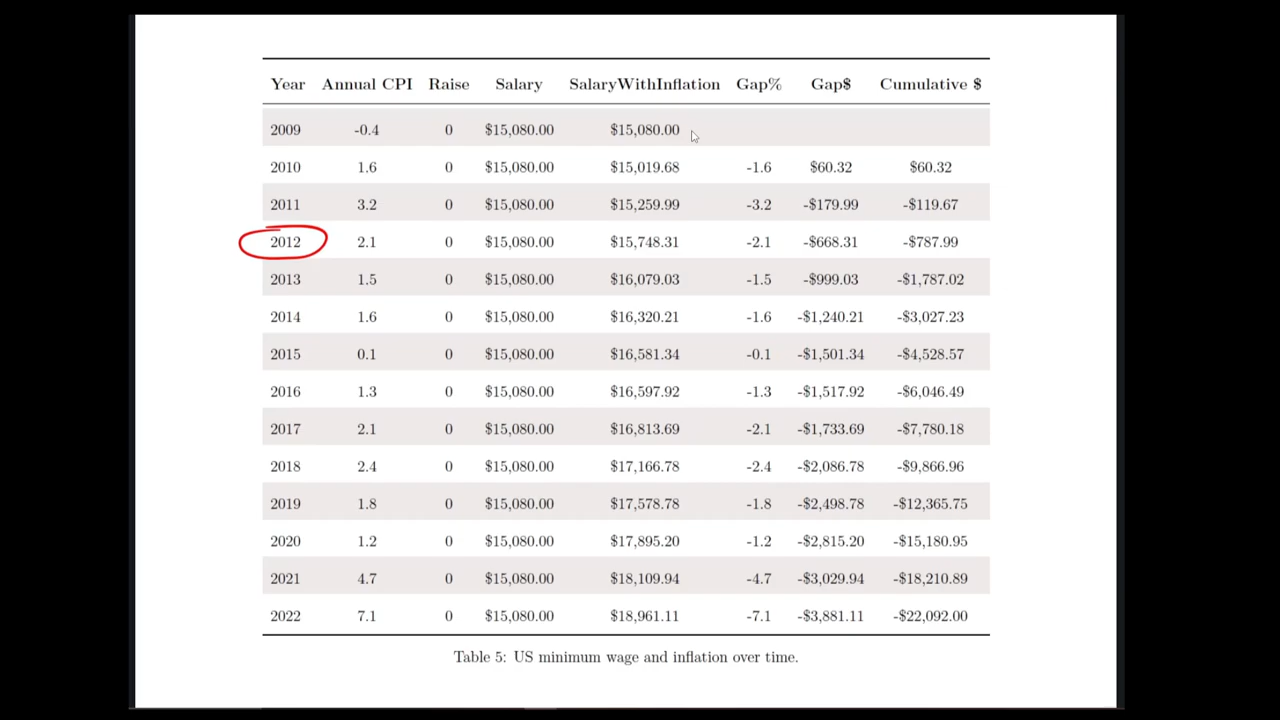 Year Annual CPI Raise Salary SalaryWithInflation Gap% Gap$ Cumulative $
2009 -0.4 0 $15,080.00 $15,080.00
2010 1.6 0 $15,080.00 $15,019.68 -1.6 $60.32 $60.32
2011 3.2 0 $15,080.00 $15,259.99 -3.2 -$179.99 -$119.67
2012 2.1 0 $15,080.00 $15,748.31 -2.1 -$668.31 -$787.99
2013 1.5 0 $15,080.00 $16,079.03 -1.5 -$999.03 -$1,787.02
2014 1.6 0 $15,080.00 $16,320.21 -1.6 -$1,240.21 -$3,027.23
2015 0.1 0 $15,080.00 $16,581.34 -0.1 -$1,501.34 -$4,528.57
2016 1.3 0 $15,080.00 $16,597.92 -1.3 -$1,517.92 -$6,046.49
2017 2.1 0 $15,080.00 $16,813.69 -2.1 -$1,733.69 -$7,780.18
2018 2.4 0 $15,080.00 $17,166.78 -2.4 -$2,086.78 -$9,866.96
2019 1.8 0 $15,080.00 $17,578.78 -1.8 -$2,498.78 -$12,365.75
2020 1.2 0 $15,080.00 $17,895.20 -1.2 -$2,815.20 -$15,180.95
2021 4.7 0 $15,080.00 $18,109.94 -4.7 -$3,029.94 -$18,210.89
2022 7.1 0 $15,080.00 $18,961.11 -7.1 -$3,881.11 -$22,092.00
Table 5: US minimum wage and inflation over time.